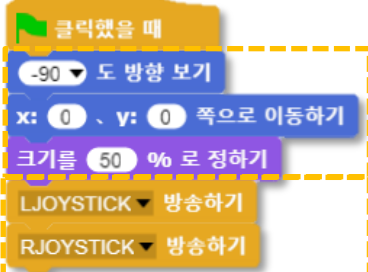 클릭했을 때
-90 도 방향 보기
x: 0 、 y: 0 쪽으로 이동하기
크기를 50 % 로 정하기
LJOYSTICK 방송하기
RJOYSTICK 방송하기